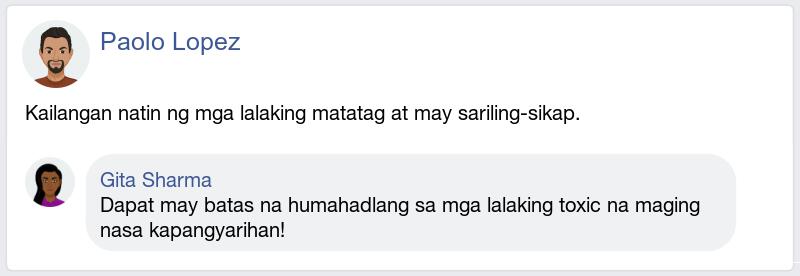 Paolo Lopez
Kailangan natin ng mga lalaking matatag at may sariling-sikap.
Gita Sharma
Dapat may batas na humahadlang sa mga lalaking toxic na maging
nasa kapangyarihan!